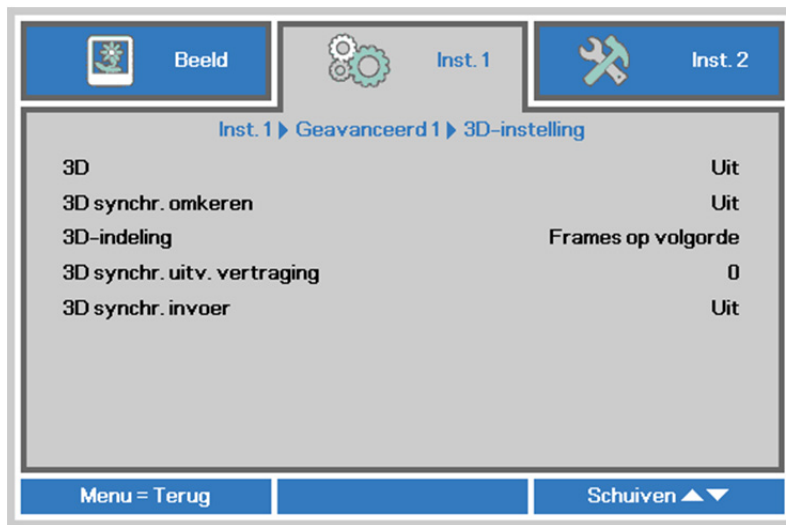 Beeld
Inst. 1
Inst. 2
Inst. 1 ▶ Geavanceerd 1 ▶ 3D-instelling
3D Uit
3D synchr. omkeren Uit
3D-indeling Frames op volgorde
3D synchr. uitv. vertraging 0
3D synchr. invoer Uit
Menu = Terug
Schuiven ▲▼